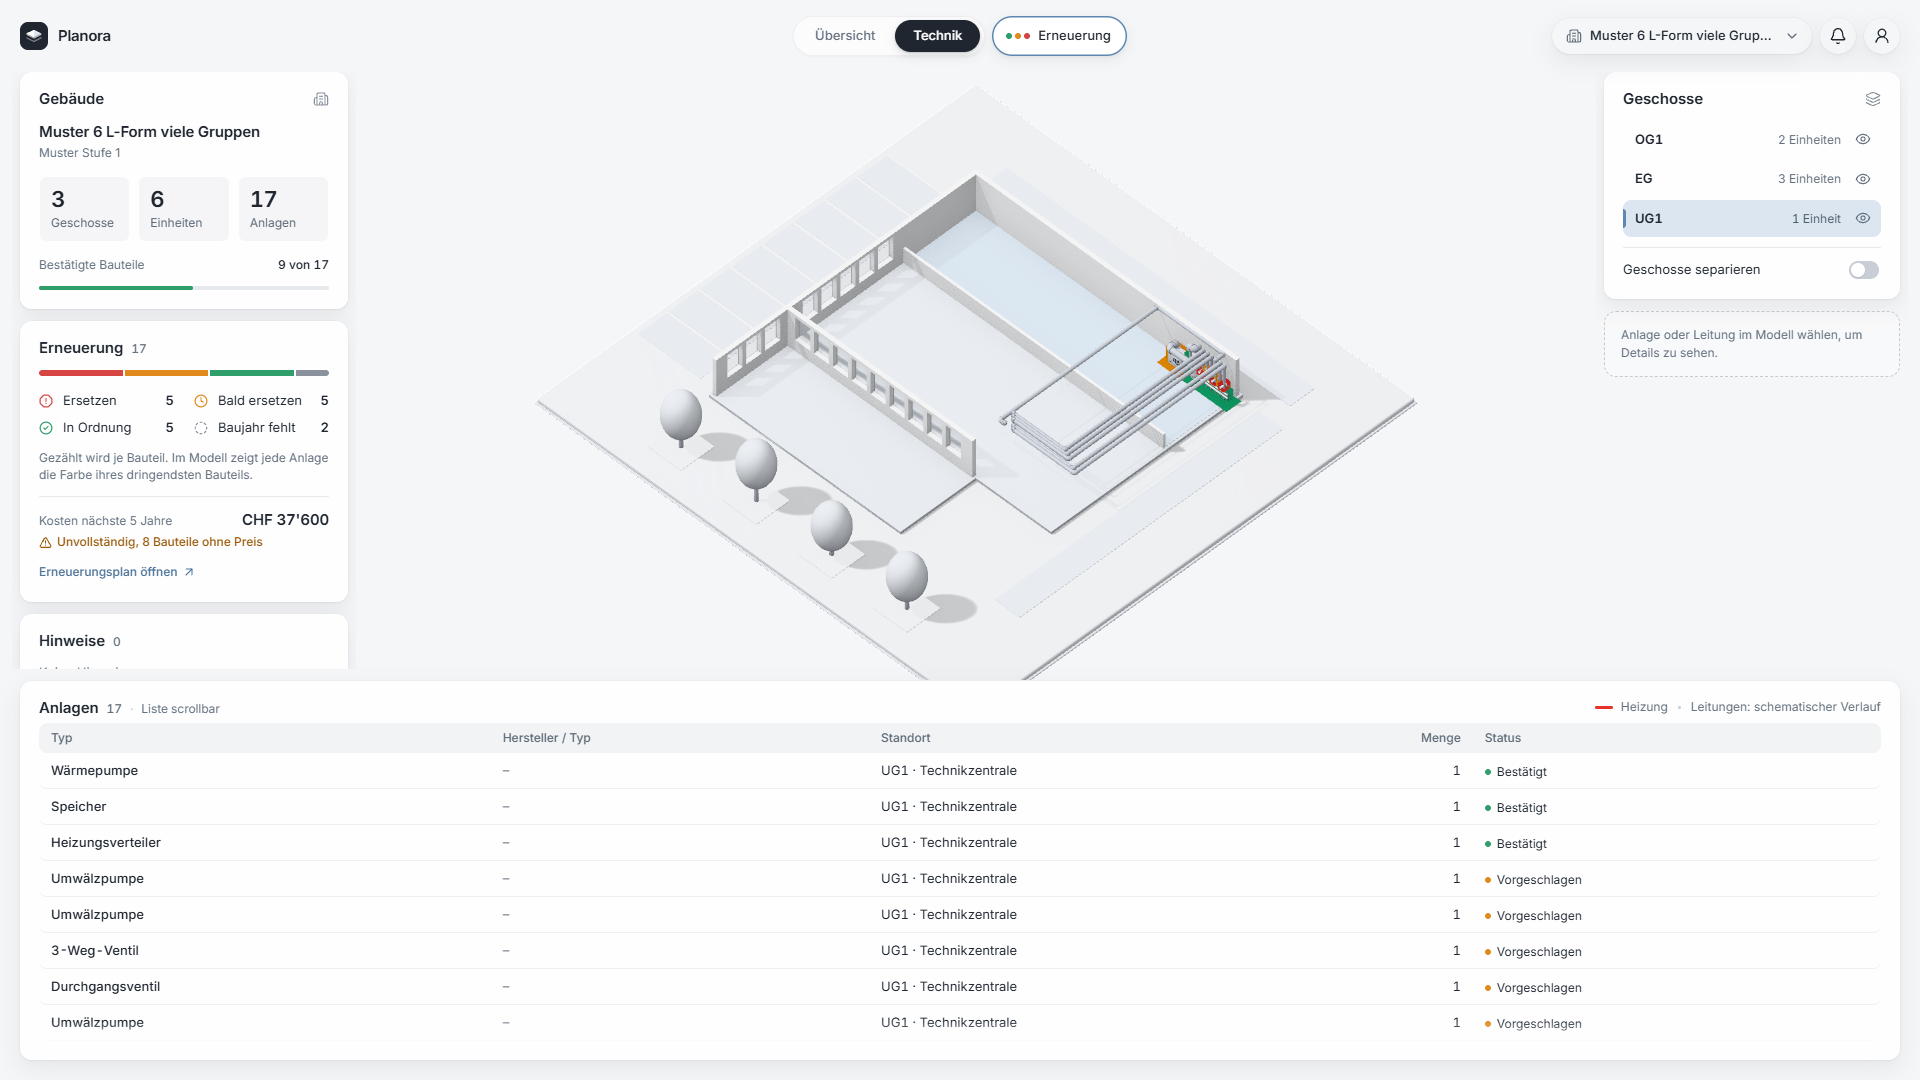 Planora
Übersicht
Technik
Erneuerung
Muster 6 L-Form viele Grup...
Gebäude
Muster 6 L-Form viele Gruppen
Muster Stufe 1
3 Geschosse
6 Einheiten
17 Anlagen
Bestätigte Bauteile 9 von 17
Erneuerung 17
Ersetzen 5
Bald ersetzen 5
In Ordnung 5
Baujahr fehlt 2
Gezählt wird je Bauteil. Im Modell zeigt jede Anlage
die Farbe ihres dringendsten Bauteils.
Kosten nächste 5 Jahre CHF 37'600
Unvollständig, 8 Bauteile ohne Preis
Erneuerungsplan öffnen
Hinweise 0
Geschosse
OG1 2 Einheiten
EG 3 Einheiten
UG1 1 Einheit
Geschosse separieren
Anlage oder Leitung im Modell wählen, um
Details zu sehen.
Anlagen 17 · Liste scrollbar
Heizung · Leitungen: schematischer Verlauf
Typ Hersteller / Typ Standort Menge Status
Wärmepumpe – UG1 · Technikzentrale 1 Bestätigt
Speicher – UG1 · Technikzentrale 1 Bestätigt
Heizungsverteiler – UG1 · Technikzentrale 1 Bestätigt
Umwälzpumpe – UG1 · Technikzentrale 1 Vorgeschlagen
Umwälzpumpe – UG1 · Technikzentrale 1 Vorgeschlagen
3-Weg-Ventil – UG1 · Technikzentrale 1 Vorgeschlagen
Durchgangsventil – UG1 · Technikzentrale 1 Vorgeschlagen
Umwälzpumpe – UG1 · Technikzentrale 1 Vorgeschlagen